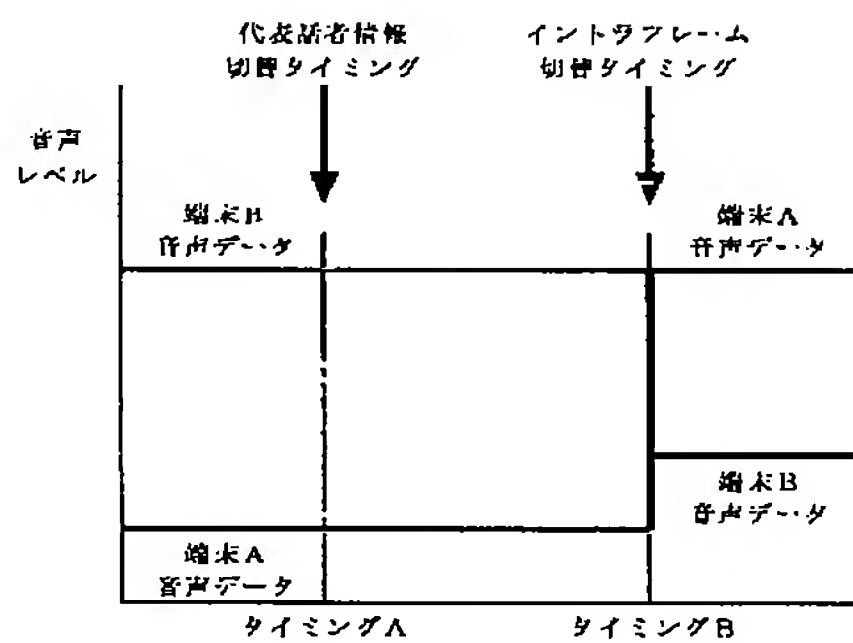 代表話者情報
切替タイミング
イントラフレーム
切替タイミング
音声
レベル
端末B
音声データ
端末A
音声データ
端末B
音声データ
端末A
音声データ
タイミングA
タイミングB